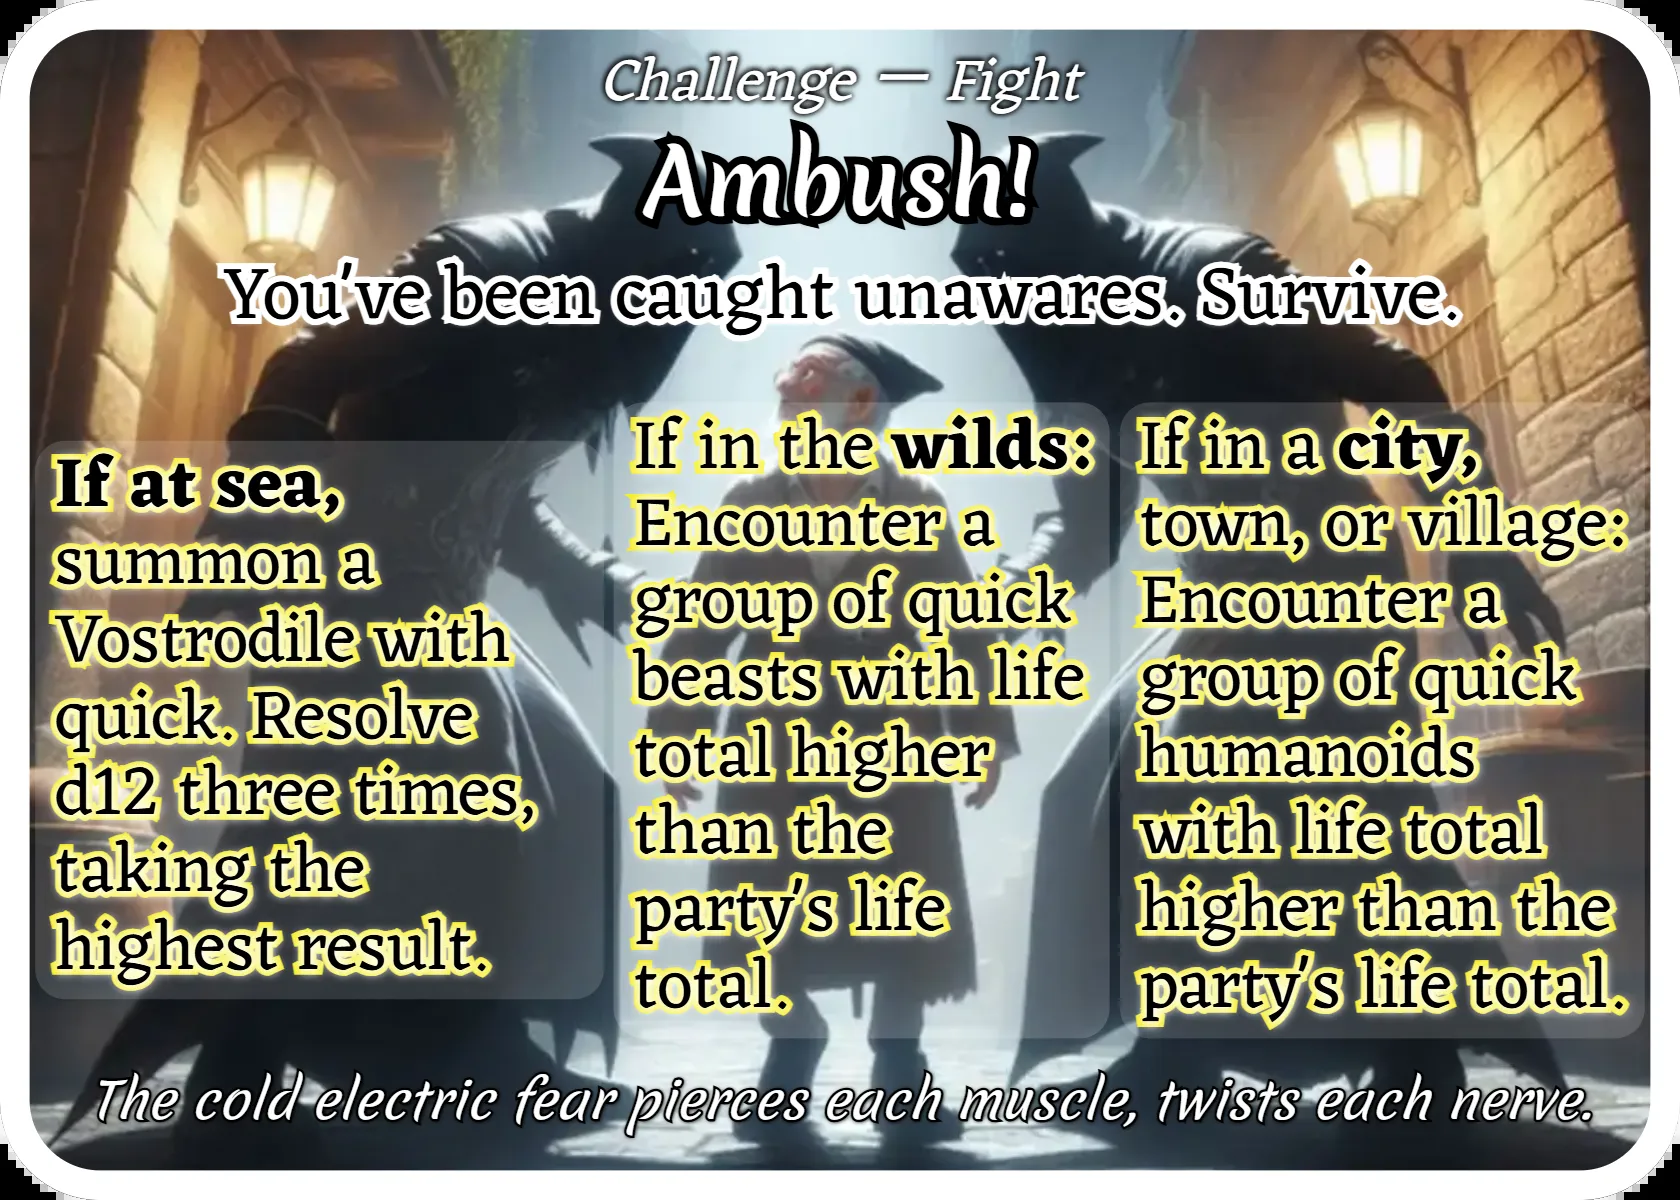 Challenge — Fight
Ambush!
You've been caught unawares. Survive.
If at sea,
summon a
Vostrodile with
quick. Resolve
d12 three times,
taking the
highest result.
If in the wilds:
Encounter a
group of quick
beasts with life
total higher
than the
party's life
total.
If in a city,
town, or village:
Encounter a
group of quick
humanoids
with life total
higher than the
party's life total.
The cold electric fear pierces each muscle, twists each nerve.